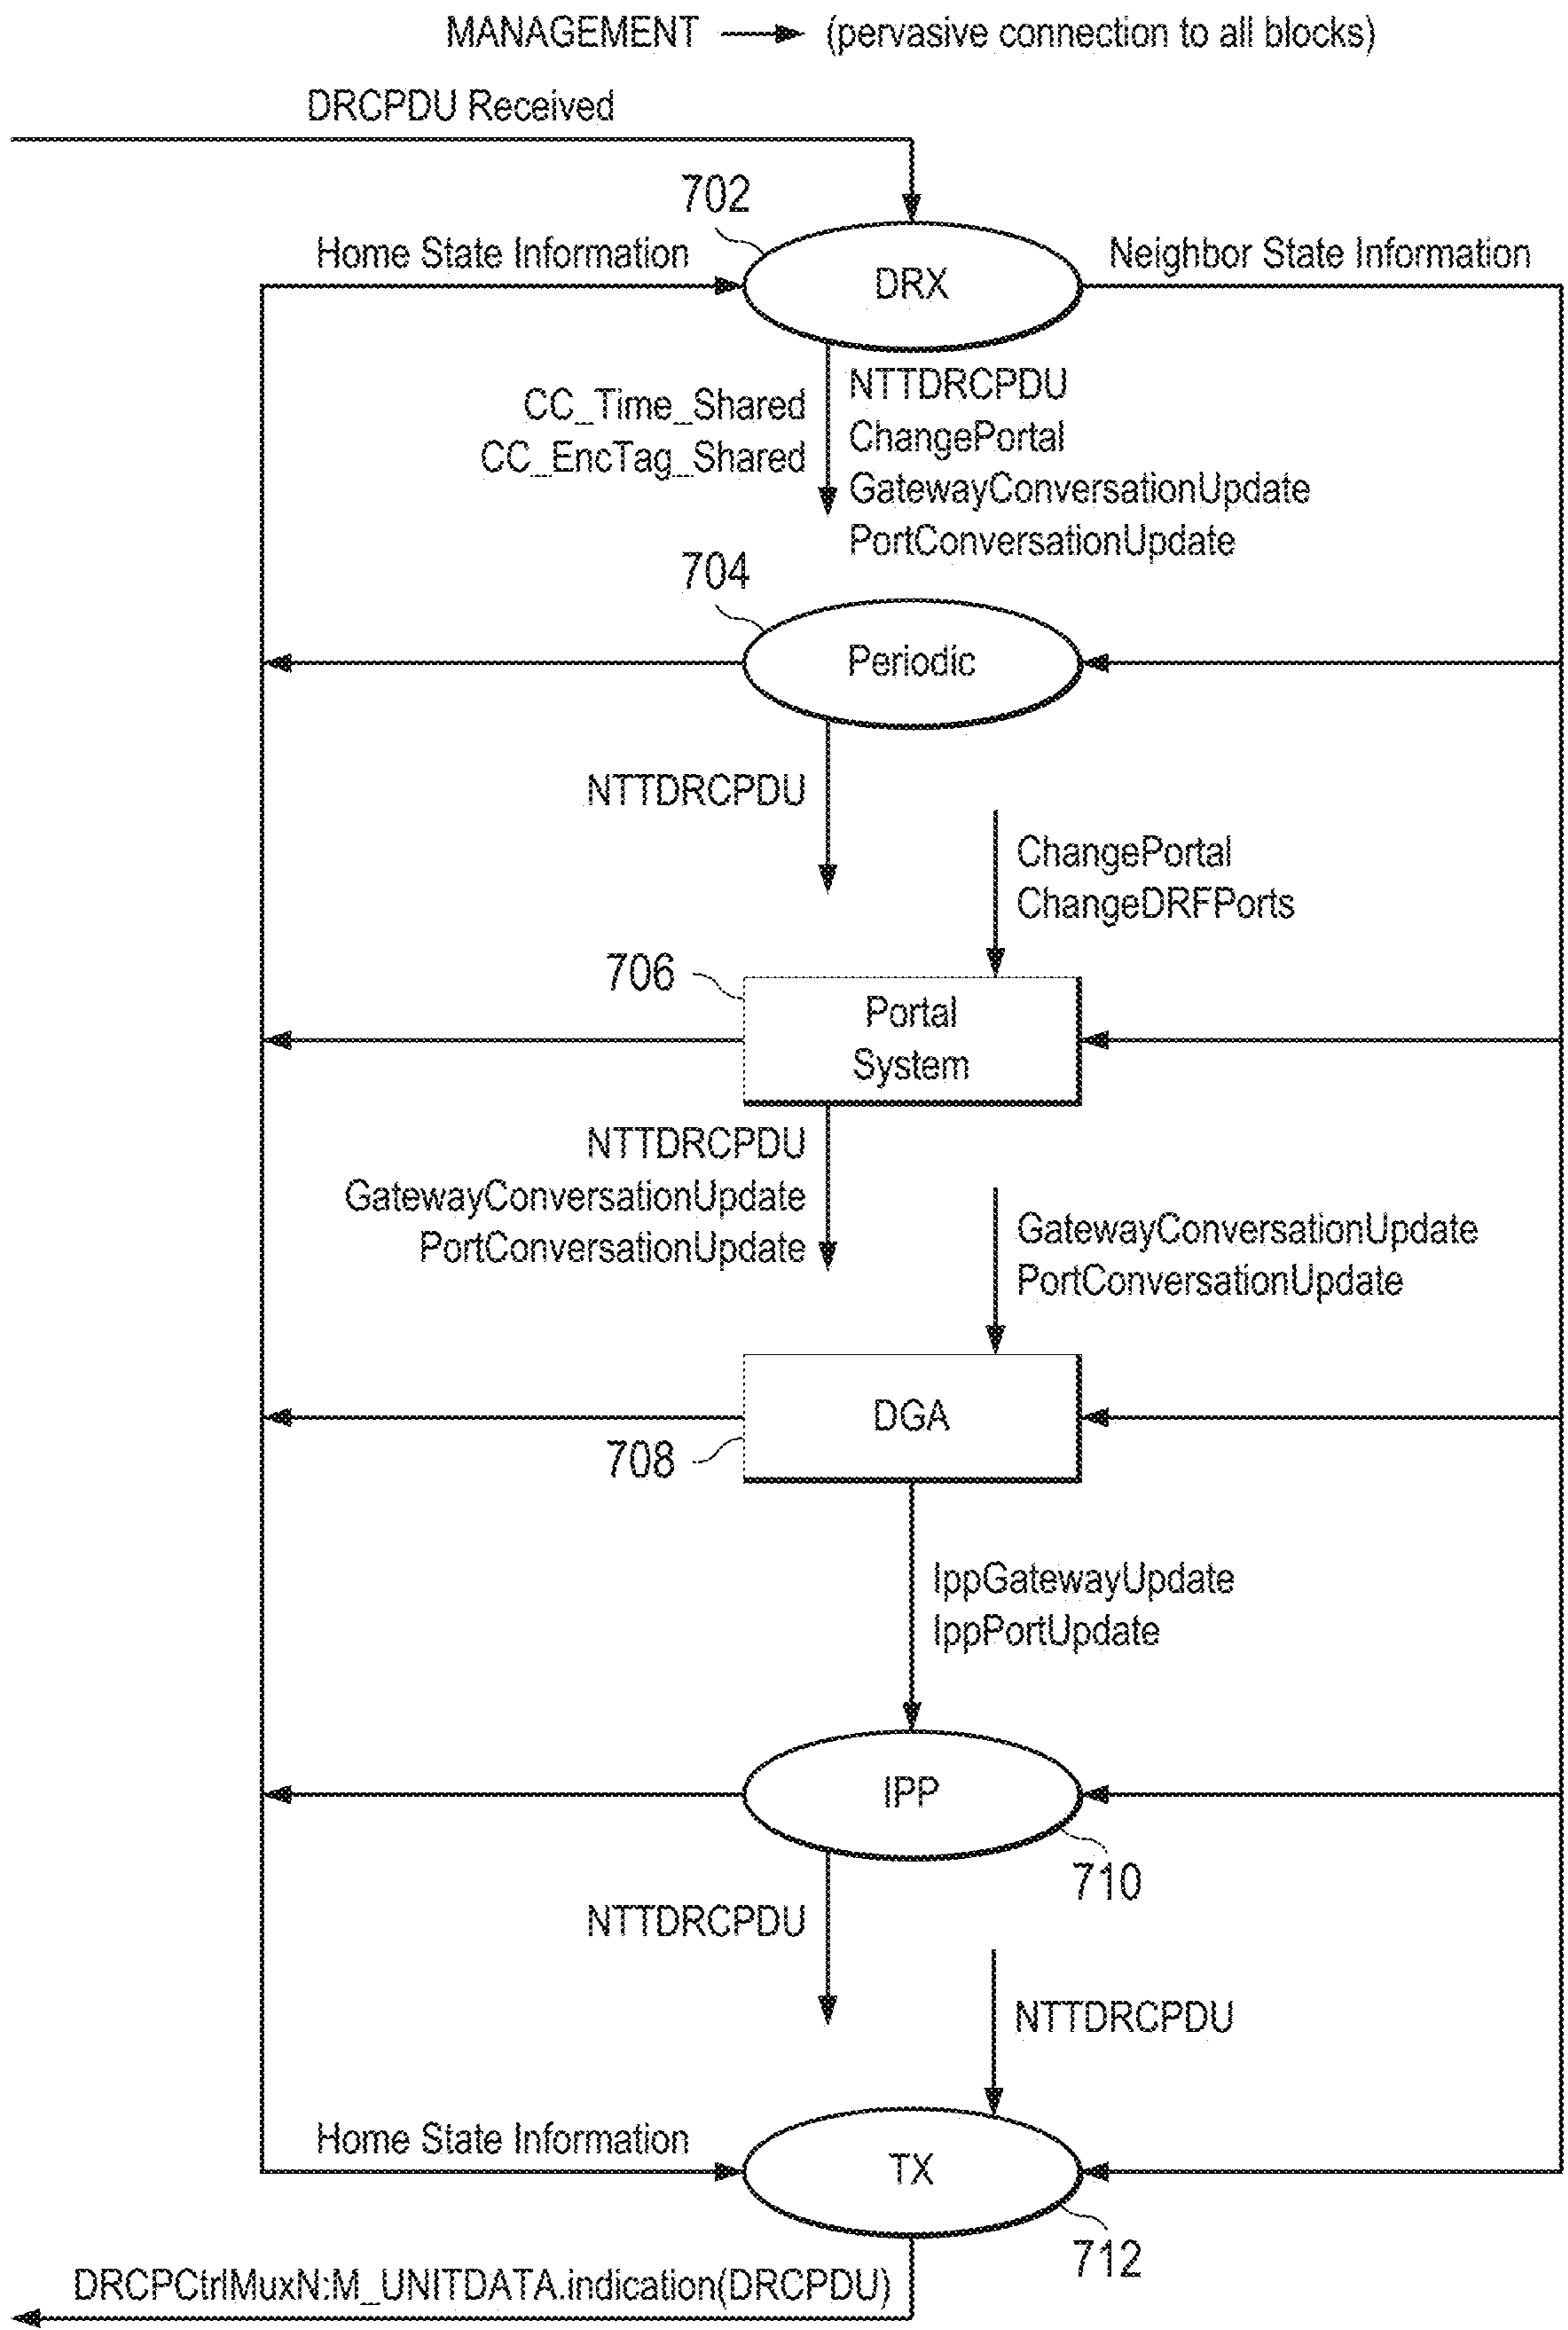 MANAGEMENT (pervasive connection to all blocks)
DRCPDU Received
702
Home State Information
DRX
Neighbor State Information
CC_Time_Shared
CC_EncTag_Shared
NTTDRCPDU
ChangePortal
GatewayConversationUpdate
PortConversationUpdate
704
Periodic
NTTDRCPDU
ChangePortal
ChangeDRFPorts
706
Portal
System
NTTDRCPDU
GatewayConversationUpdate
PortConversationUpdate
GatewayConversationUpdate
PortConversationUpdate
DGA
708
IppGatewayUpdate
IppPortUpdate
IPP
710
NTTDRCPDU
NTTDRCPDU
Home State Information
TX
712
DRCPCtrlMuxN:M_UNITDATA.indication(DRCPDU)